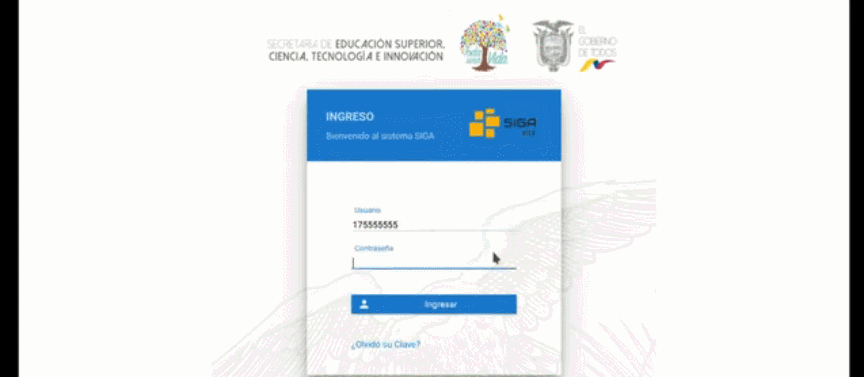 SECRETARÍA DE EDUCACIÓN SUPERIOR,
CIENCIA, TECNOLOGÍA E INNOVACIÓN
Toda
una Vida
EL
GOBIERNO
DE TODOS
INGRESO
Bienvenido al sistema SIGA
SIGA
Usuario
175555555
Contraseña
Ingresar
¿Olvidó su Clave?